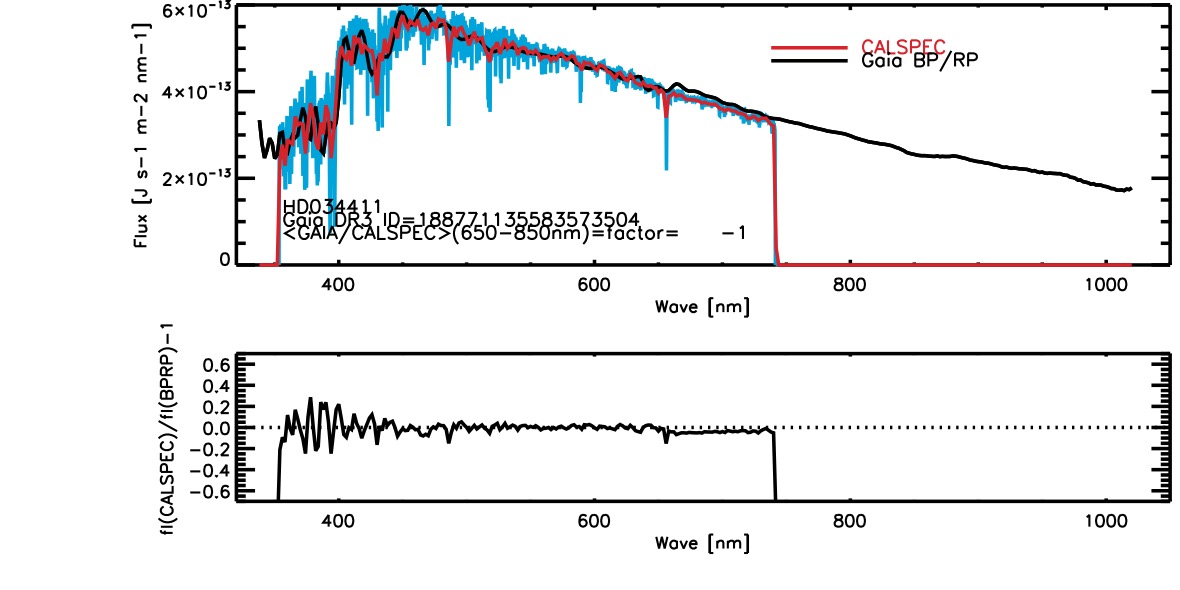 6×10−13
4×10−13
2×10−13
0
Flux [J s−1 m−2 nm−1]
CALSPEC
Gaia BP/RP
HD034411
Gaia DR3 ID=188771135583573504
<GAIA/CALSPEC>(650−850nm)=factor= −1
400 600 800 1000
Wave [nm]
fl(CALSPEC)/fl(BPRP)−1
0.6
0.4
0.2
0.0
−0.2
−0.4
−0.6
400 600 800 1000
Wave [nm]